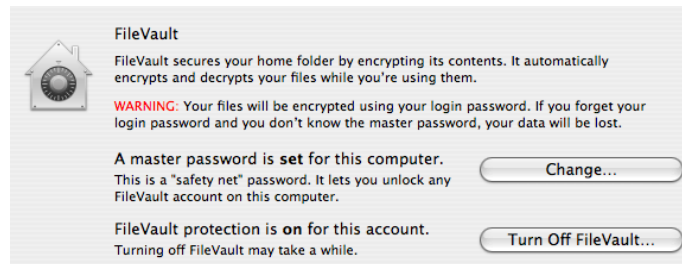 FileVault
FileVault secures your home folder by encrypting its contents. It automatically
encrypts and decrypts your files while you're using them.
WARNING: Your files will be encrypted using your login password. If you forget your
login password and you don't know the master password, your data will be lost.
A master password is set for this computer.
Change...
This is a "safety net" password. It lets you unlock any
FileVault account on this computer.
FileVault protection is on for this account.
Turn Off FileVault...
Turning off FileVault may take a while.